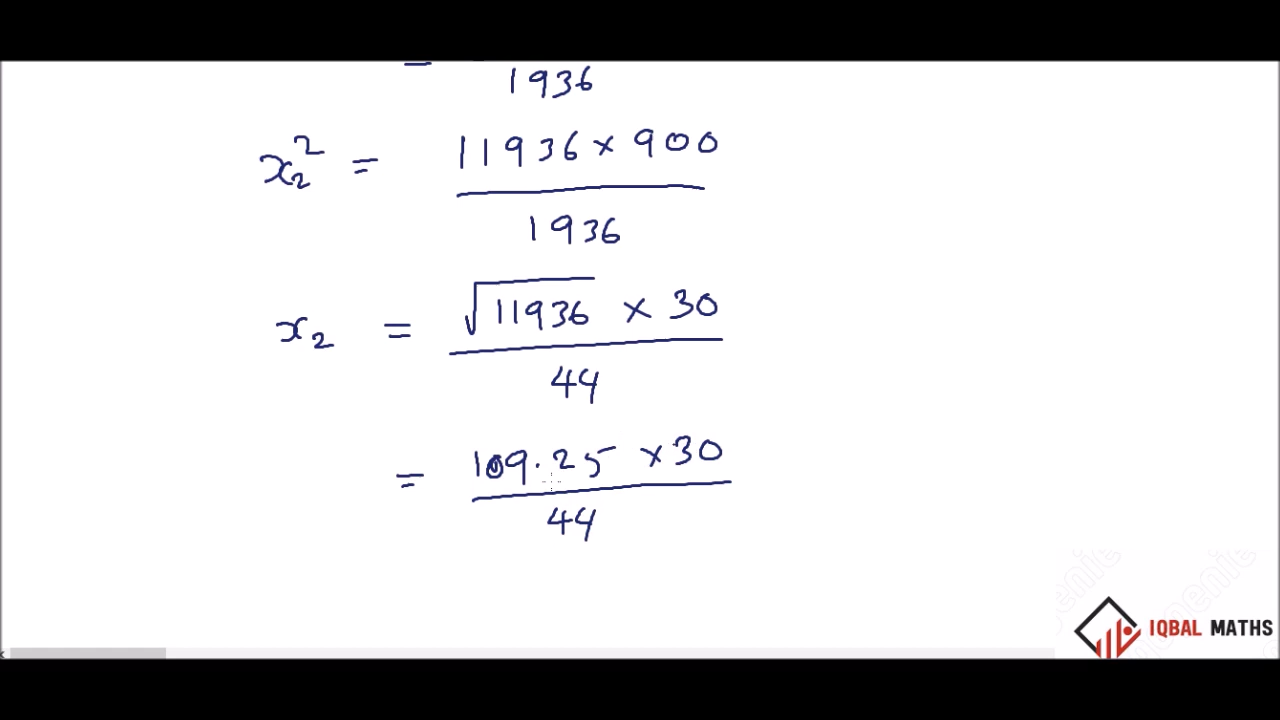 =
1936
x₂² = 11936 × 900
1936
x₂ = √11936 × 30
44
= 109.25 × 30
44
IQBAL MATHS